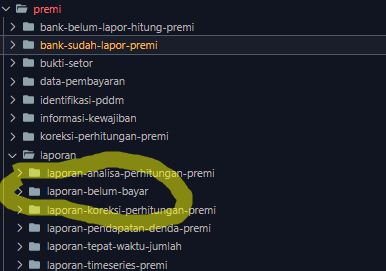 premi
bank-belum-lapor-hitung-premi
bank-sudah-lapor-premi
bukti-setor
data-pembayaran
identifikasi-pddm
informasi-kewajiban
koreksi-perhitungan-premi
laporan
laporan-analisa-perhitungan-premi
laporan-belum-bayar
laporan-koreksi-perhitungan-premi
laporan-pendapatan-denda-premi
laporan-tepat-waktu-jumlah
laporan-timeseries-premi